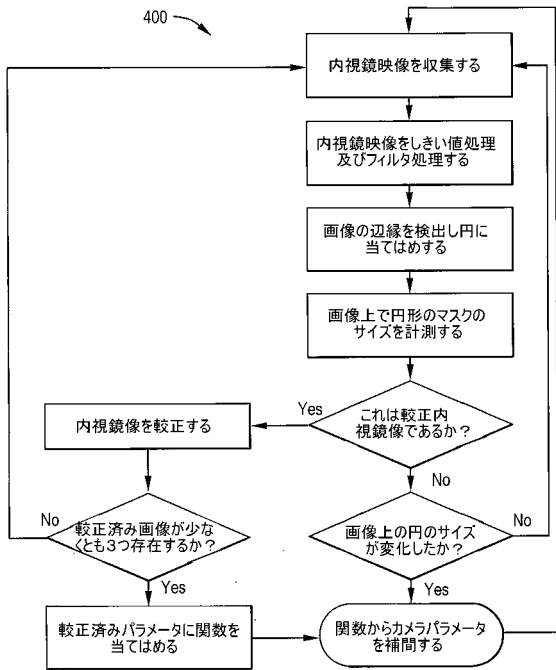 400
内視鏡映像を収集する
内視鏡映像をしきい値処理
及びフィルタ処理する
画像の辺縁を検出し円に
当てはめする
画像上で円形のマスクの
サイズを計測する
これは較正内
視鏡像であるか？
Yes
No
内視鏡像を較正する
較正済み画像が少な
くとも3つ存在するか？
No
Yes
画像上の円のサイズ
が変化したか？
No
Yes
較正済みパラメータに関数を
当てはめる
関数からカメラパラメータ
を補間する